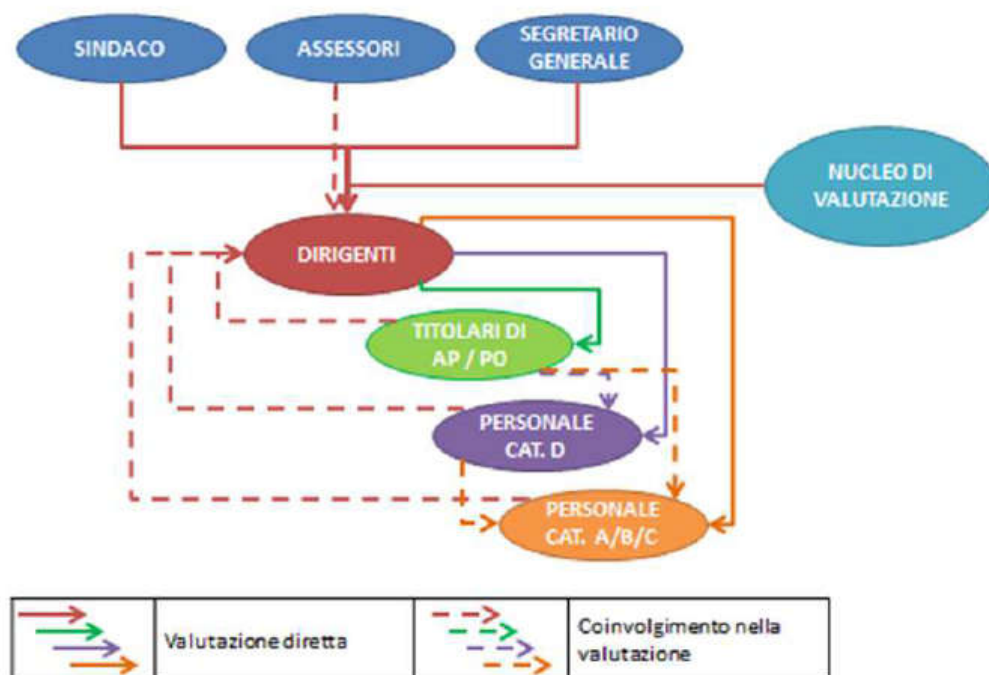 SINDACO
ASSESSORI
SEGRETARIO
GENERALE
NUCLEO DI
VALUTAZIONE
DIRIGENTI
TITOLARI DI
AP / PO
PERSONALE
CAT. D
PERSONALE
CAT. A/B/C
Valutazione diretta
Coinvolgimento nella
valutazione